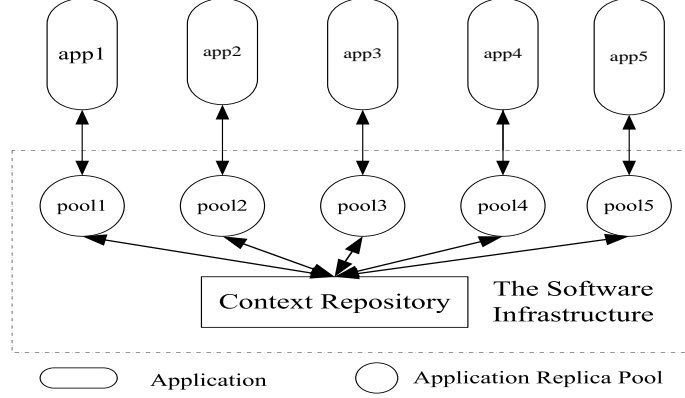 app1
app2
app3
app4
app5
pool1
pool2
pool3
pool4
pool5
Context Repository
The Software
Infrastructure
Application
Application Replica Pool